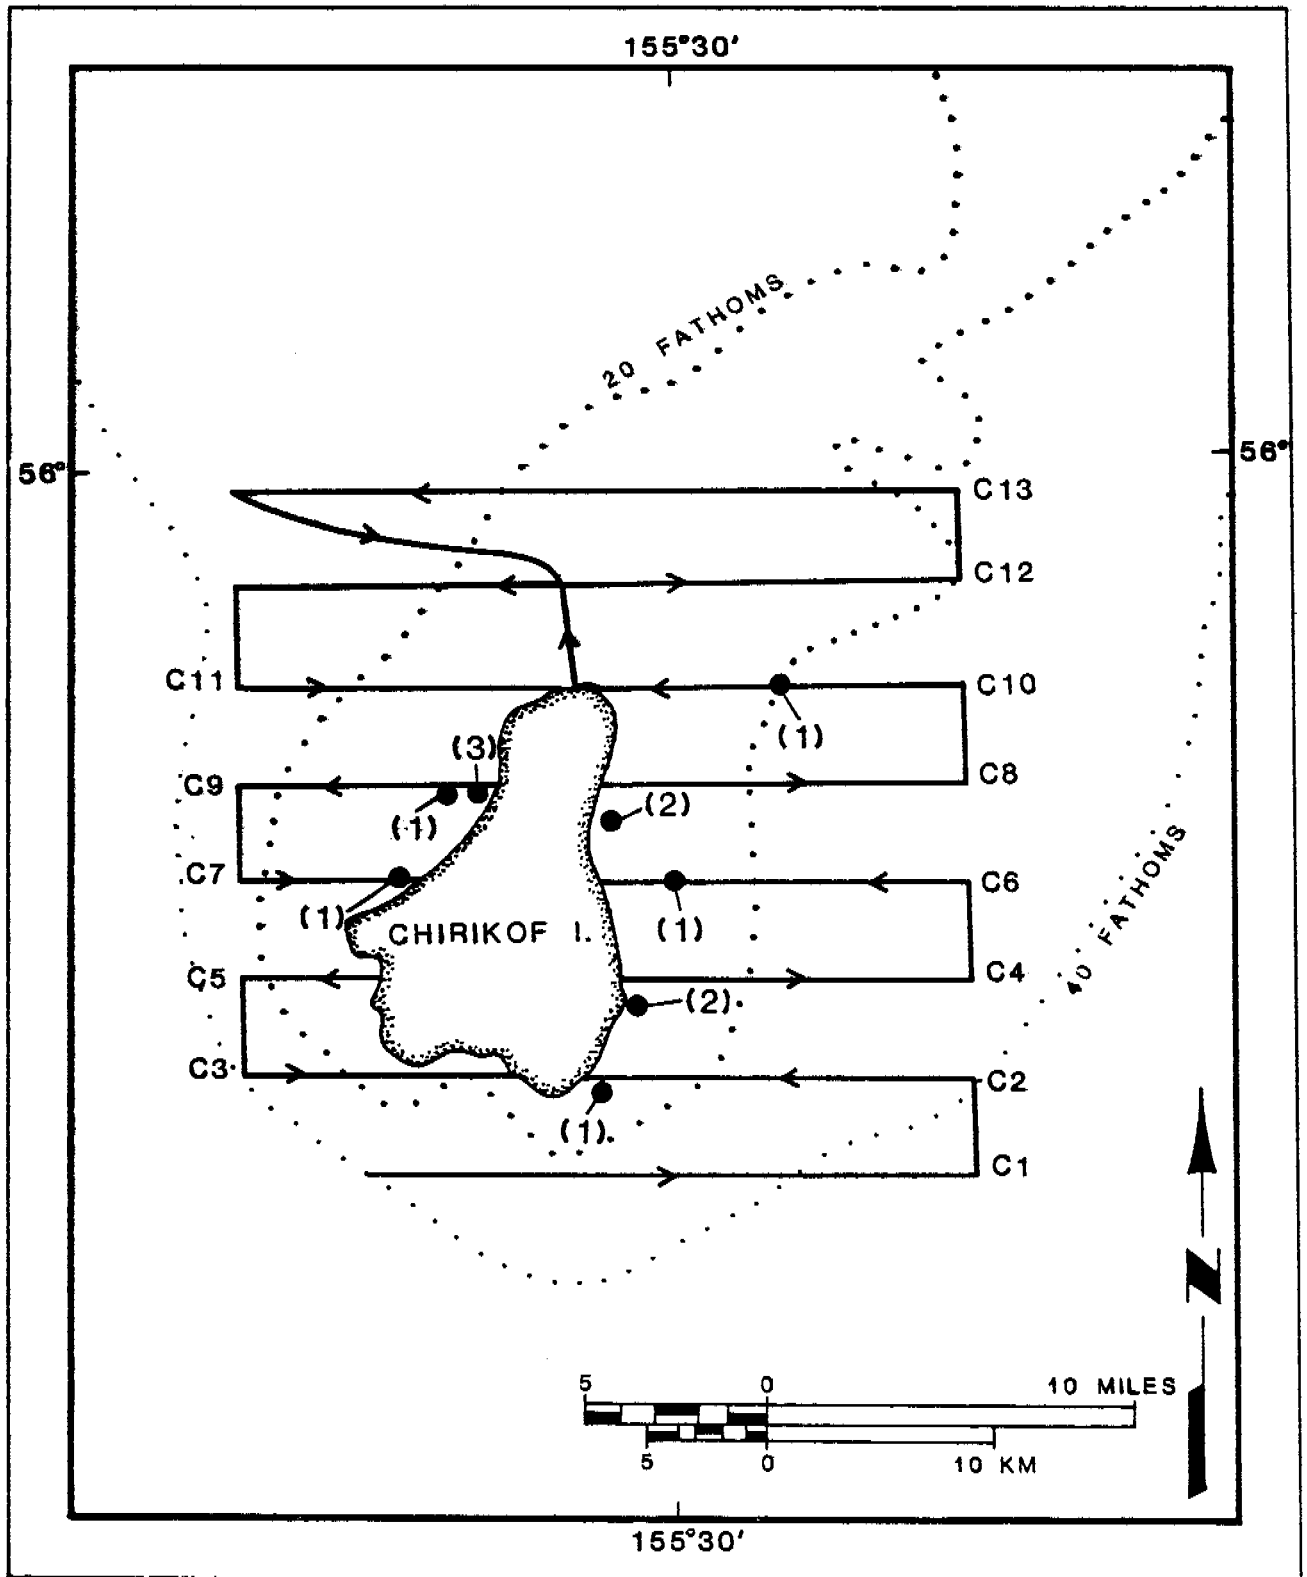 155°30'
20 FATHOMS
56°
56°
C13
C12
C11
C10
(1)
(3)
C9
C8
(1)
(2)
C7
C6
(1)
(1)
CHIRIKOF I.
40 FATHOMS
C5
C4
(2)
C3
C2
(1)
C1
N
5 0 10 MILES
5 0 10 KM
155°30'